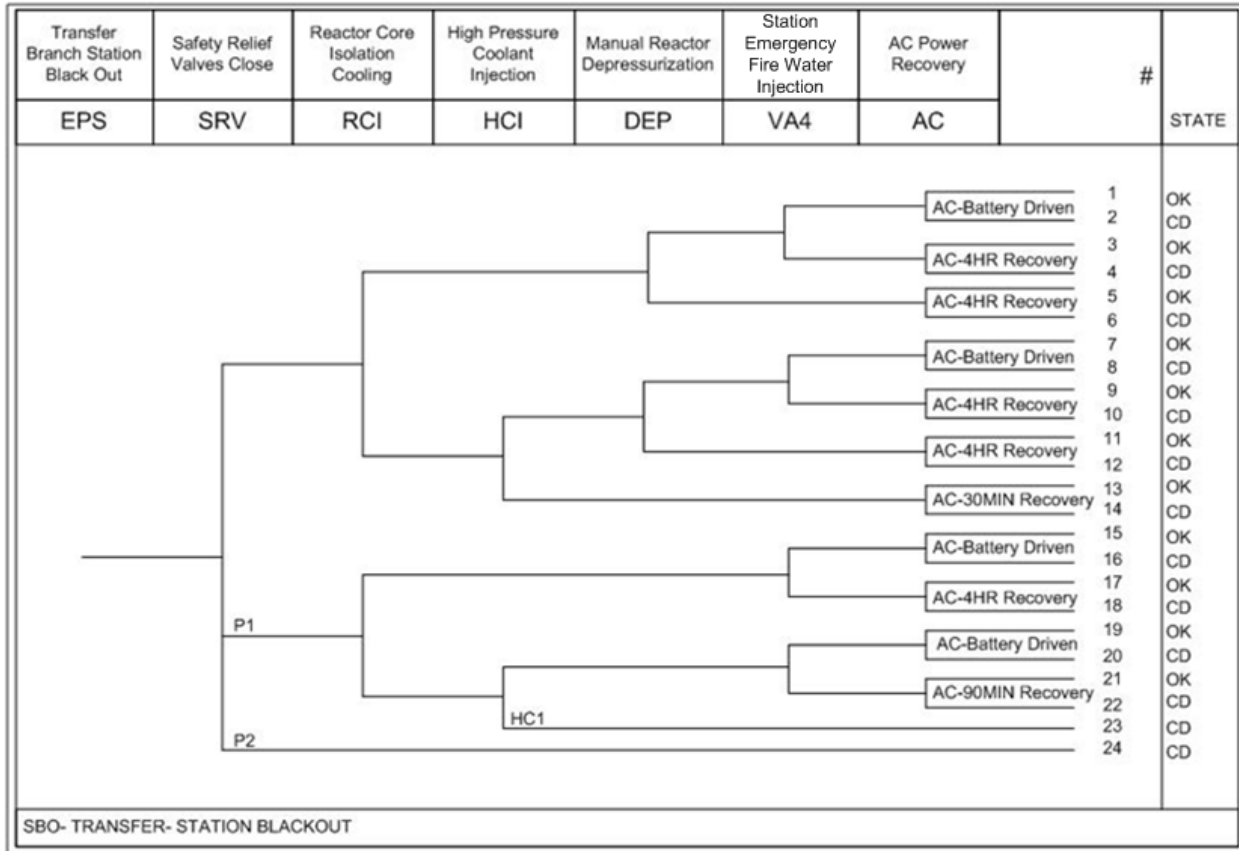 Transfer
Branch Station
Black Out
Safety Relief
Valves Close
Reactor Core
Isolation
Cooling
High Pressure
Coolant
Injection
Manual Reactor
Depressurization
Station
Emergency
Fire Water
Injection
AC Power
Recovery
#
EPS
SRV
RCI
HCI
DEP
VA4
AC
STATE
AC-Battery Driven
1
OK
2
CD
AC-4HR Recovery
3
OK
4
CD
AC-4HR Recovery
5
OK
6
CD
AC-Battery Driven
7
OK
8
CD
AC-4HR Recovery
9
OK
10
CD
AC-4HR Recovery
11
OK
12
CD
AC-30MIN Recovery
13
OK
14
CD
AC-Battery Driven
15
OK
16
CD
AC-4HR Recovery
17
OK
18
CD
P1
AC-Battery Driven
19
OK
20
CD
AC-90MIN Recovery
21
OK
22
CD
HC1
23
CD
P2
24
CD
SBO- TRANSFER- STATION BLACKOUT